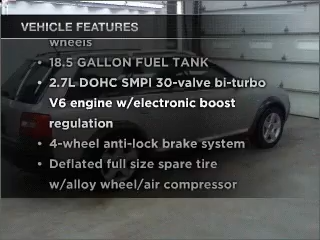 VEHICLE FEATURES
wheels
• 18.5 GALLON FUEL TANK
• 2.7L DOHC SMPI 30-valve bi-turbo
V6 engine w/electronic boost
regulation
• 4-wheel anti-lock brake system
• Deflated full size spare tire
w/alloy wheel/air compressor